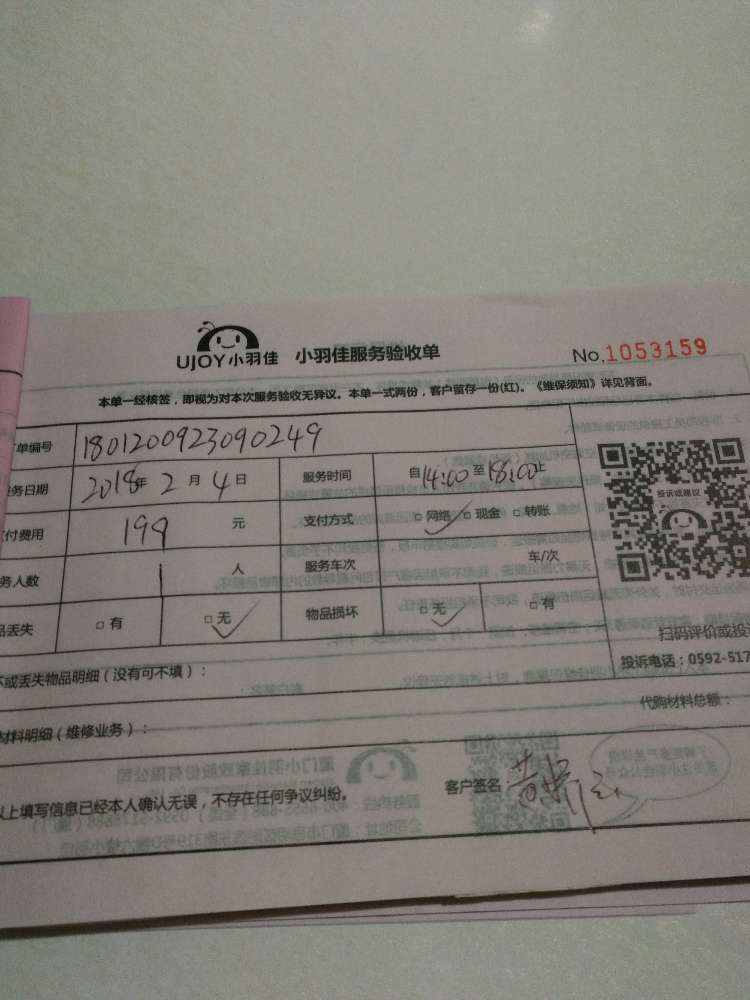 UJOY小羽佳 小羽佳服务验收单 No.1053159
本单一经核签，即视为对本次服务验收无异议。本单一式两份，客户留存一份(红)。《维保须知》详见背面。
单编号 1801200923090249
务日期 2018年 2 月 4 日 服务时间 自14:00至18:00止
付费用 199 元 支付方式 □网络 □现金 □转账
务人数 1 人 服务车次 车/次
品丢失 □有 □无 物品损坏 □无 □有
投诉或建议
扫码评价或投
坏或丢失物品明细（没有可不填）： 投诉电话：0592-517
材料明细（维修业务）： 代购材料总额：
以上填写信息已经本人确认无误，不存在任何争议纠纷。 客户签名